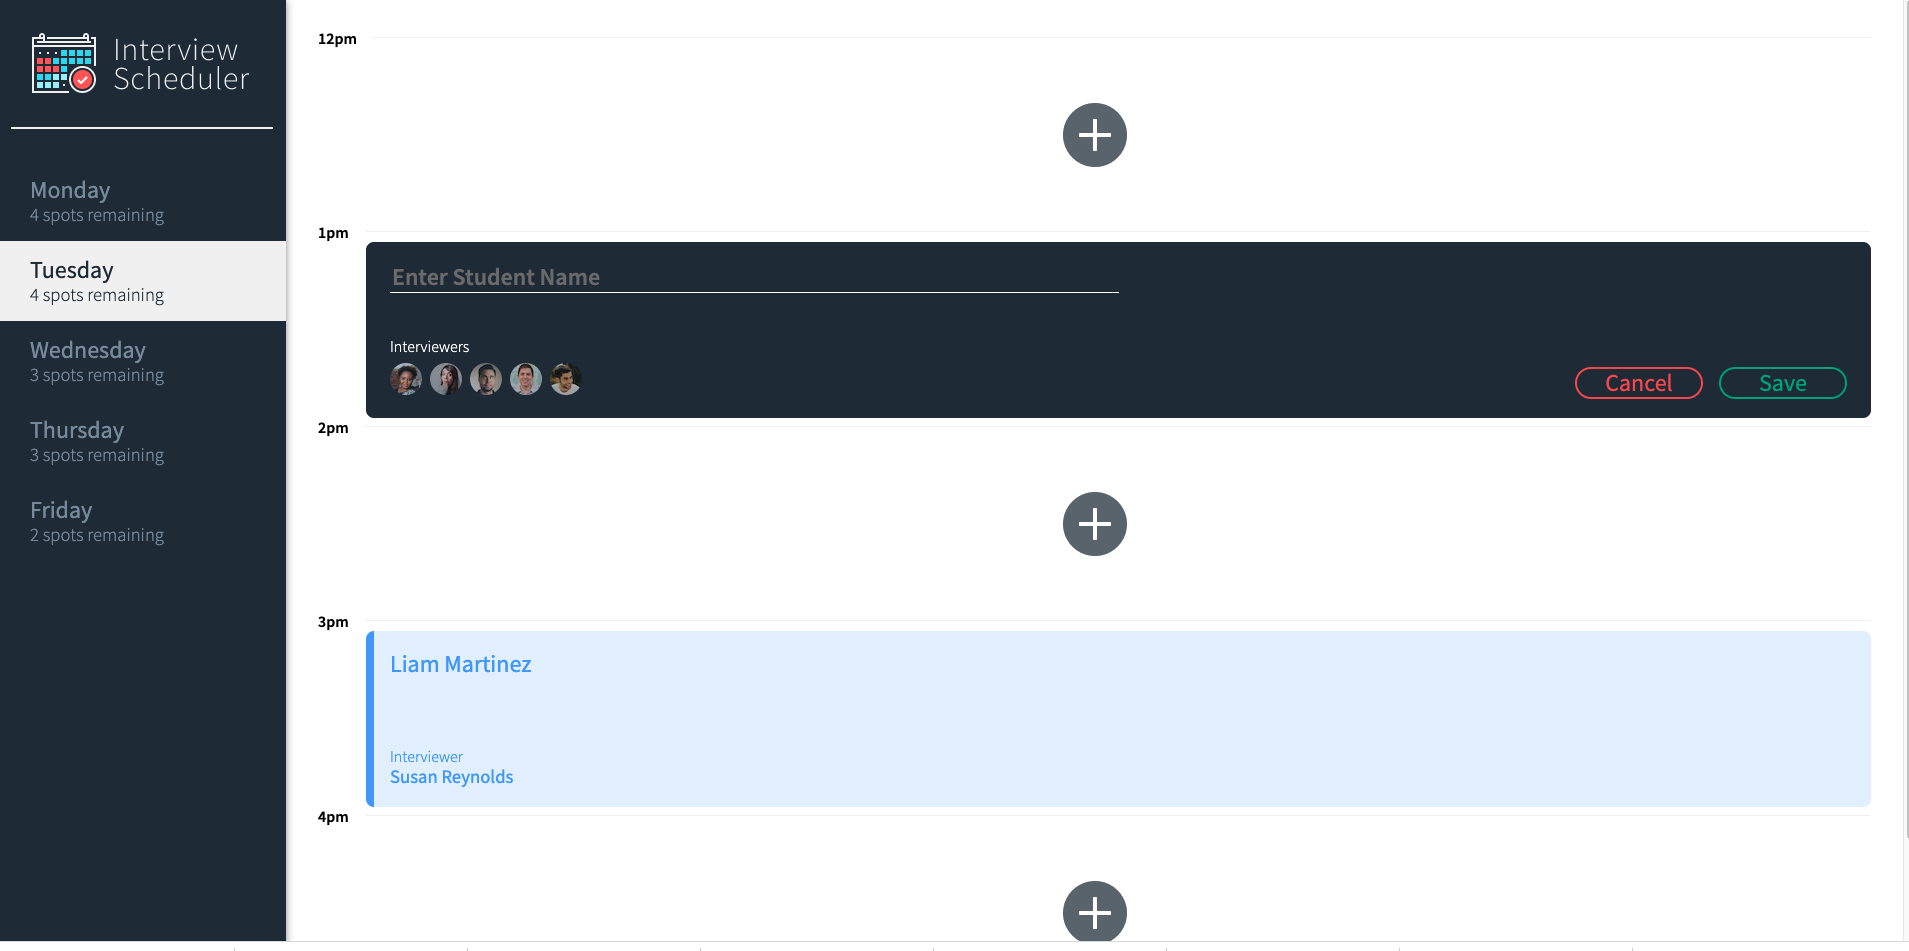 Interview
Scheduler
Monday
4 spots remaining
Tuesday
4 spots remaining
Wednesday
3 spots remaining
Thursday
3 spots remaining
Friday
2 spots remaining
12pm
1pm
Enter Student Name
Interviewers
Cancel Save
2pm
3pm
Liam Martinez
Interviewer
Susan Reynolds
4pm